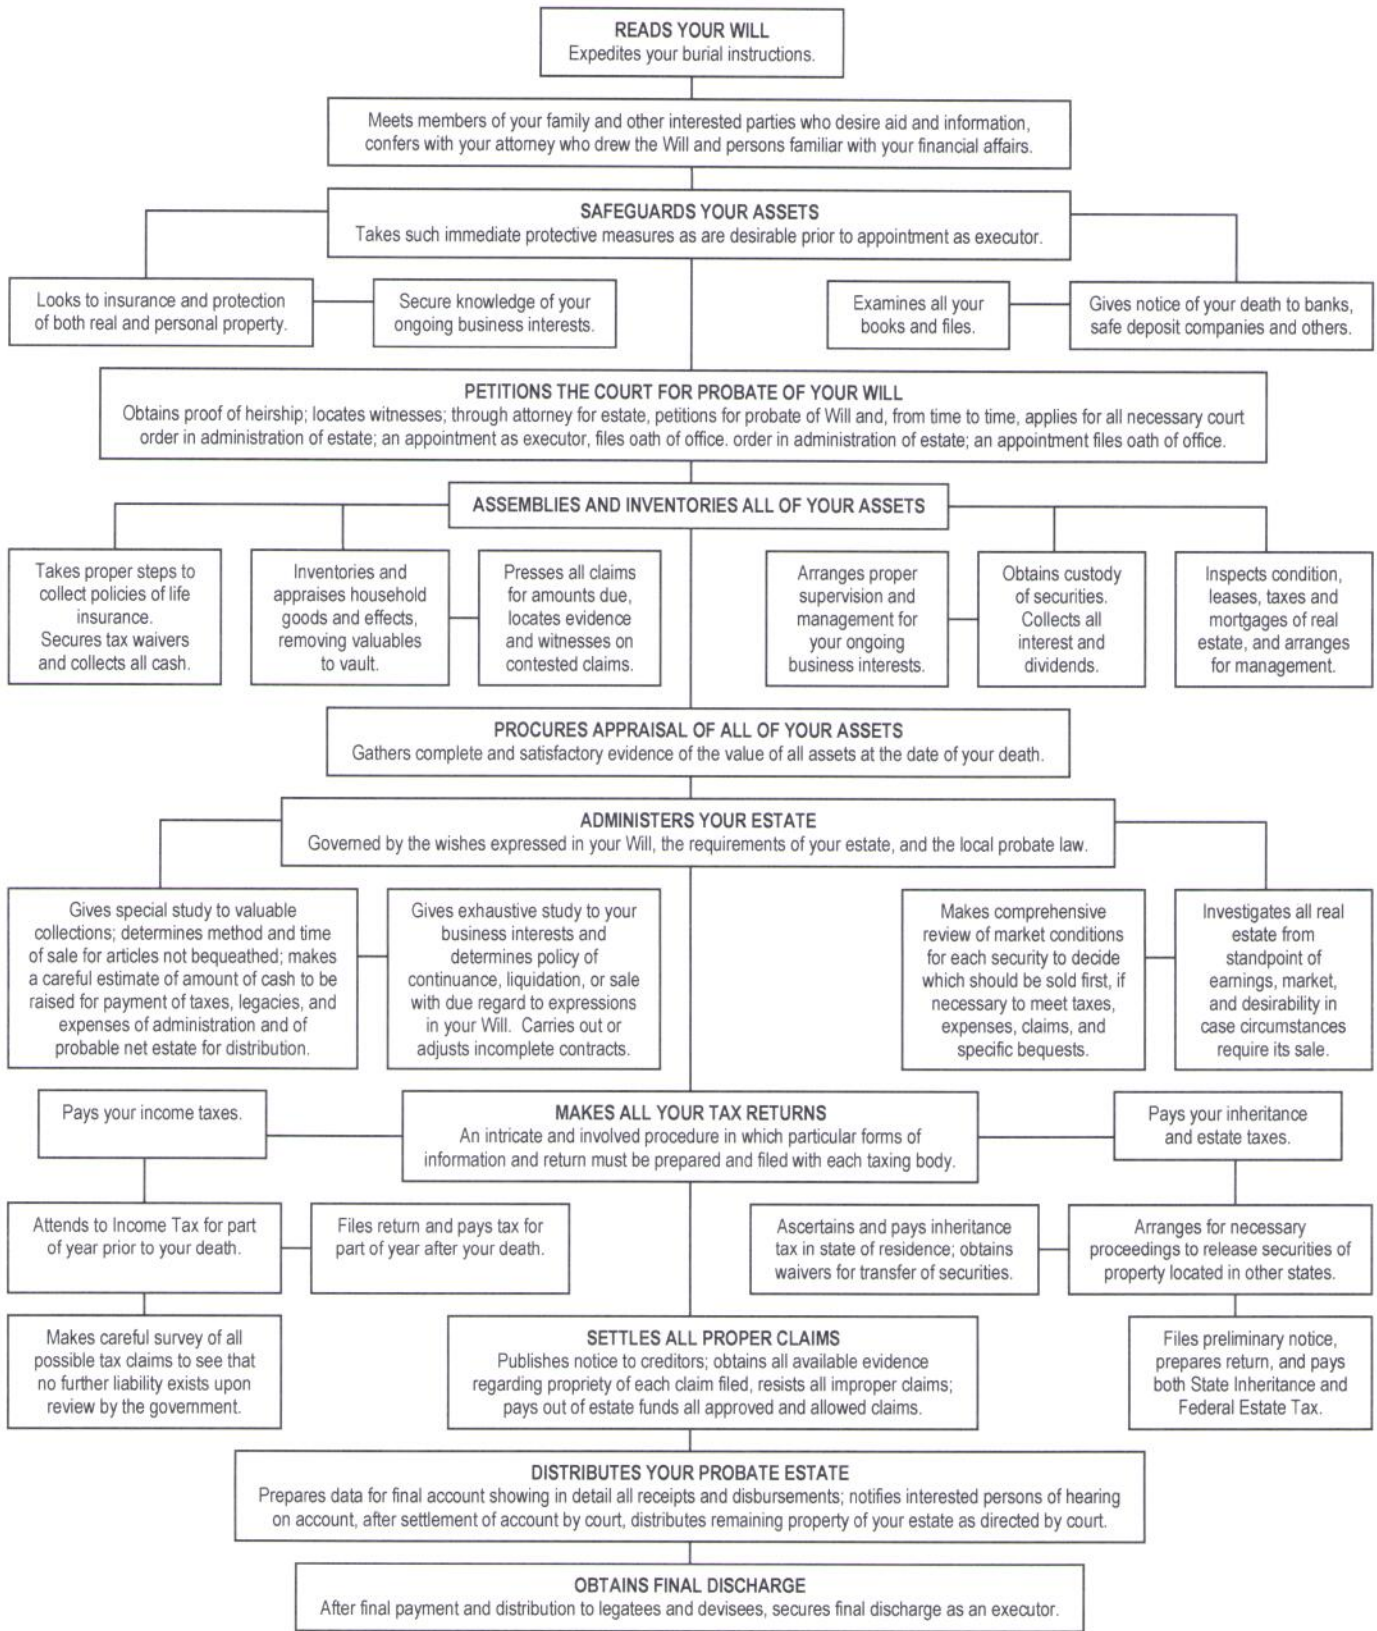 READS YOUR WILL
Expedites your burial instructions.
Meets members of your family and other interested parties who desire aid and information,
confers with your attorney who drew the Will and persons familiar with your financial affairs.
SAFEGUARDS YOUR ASSETS
Takes such immediate protective measures as are desirable prior to appointment as executor.
Looks to insurance and protection
of both real and personal property.
Secure knowledge of your
ongoing business interests.
Examines all your
books and files.
Gives notice of your death to banks,
safe deposit companies and others.
PETITIONS THE COURT FOR PROBATE OF YOUR WILL
Obtains proof of heirship; locates witnesses; through attorney for estate, petitions for probate of Will and, from time to time, applies for all necessary court
order in administration of estate; an appointment as executor, files oath of office. order in administration of estate; an appointment files oath of office.
ASSEMBLIES AND INVENTORIES ALL OF YOUR ASSETS
Takes proper steps to
collect policies of life
insurance.
Secures tax waivers
and collects all cash.
Inventories and
appraises household
goods and effects,
removing valuables
to vault.
Presses all claims
for amounts due,
locates evidence
and witnesses on
contested claims.
Arranges proper
supervision and
management for
your ongoing
business interests.
Obtains custody
of securities.
Collects all
interest and
dividends.
Inspects condition,
leases, taxes and
mortgages of real
estate, and arranges
for management.
PROCURES APPRAISAL OF ALL OF YOUR ASSETS
Gathers complete and satisfactory evidence of the value of all assets at the date of your death.
ADMINISTERS YOUR ESTATE
Governed by the wishes expressed in your Will, the requirements of your estate, and the local probate law.
Gives special study to valuable
collections; determines method and time
of sale for articles not bequeathed; makes
a careful estimate of amount of cash to be
raised for payment of taxes, legacies, and
expenses of administration and of
probable net estate for distribution.
Gives exhaustive study to your
business interests and
determines policy of
continuance, liquidation, or sale
with due regard to expressions
in your Will. Carries out or
adjusts incomplete contracts.
Makes comprehensive
review of market conditions
for each security to decide
which should be sold first, if
necessary to meet taxes,
expenses, claims, and
specific bequests.
Investigates all real
estate from
standpoint of
earnings, market,
and desirability in
case circumstances
require its sale.
Pays your income taxes.
MAKES ALL YOUR TAX RETURNS
An intricate and involved procedure in which particular forms of
information and return must be prepared and filed with each taxing body.
Pays your inheritance
and estate taxes.
Attends to Income Tax for part
of year prior to your death.
Files return and pays tax for
part of year after your death.
Ascertains and pays inheritance
tax in state of residence; obtains
waivers for transfer of securities.
Arranges for necessary
proceedings to release securities of
property located in other states.
Makes careful survey of all
possible tax claims to see that
no further liability exists upon
review by the government.
SETTLES ALL PROPER CLAIMS
Publishes notice to creditors; obtains all available evidence
regarding propriety of each claim filed, resists all improper claims;
pays out of estate funds all approved and allowed claims.
Files preliminary notice,
prepares return, and pays
both State Inheritance and
Federal Estate Tax.
DISTRIBUTES YOUR PROBATE ESTATE
Prepares data for final account showing in detail all receipts and disbursements; notifies interested persons of hearing
on account, after settlement of account by court, distributes remaining property of your estate as directed by court.
OBTAINS FINAL DISCHARGE
After final payment and distribution to legatees and devisees, secures final discharge as an executor.